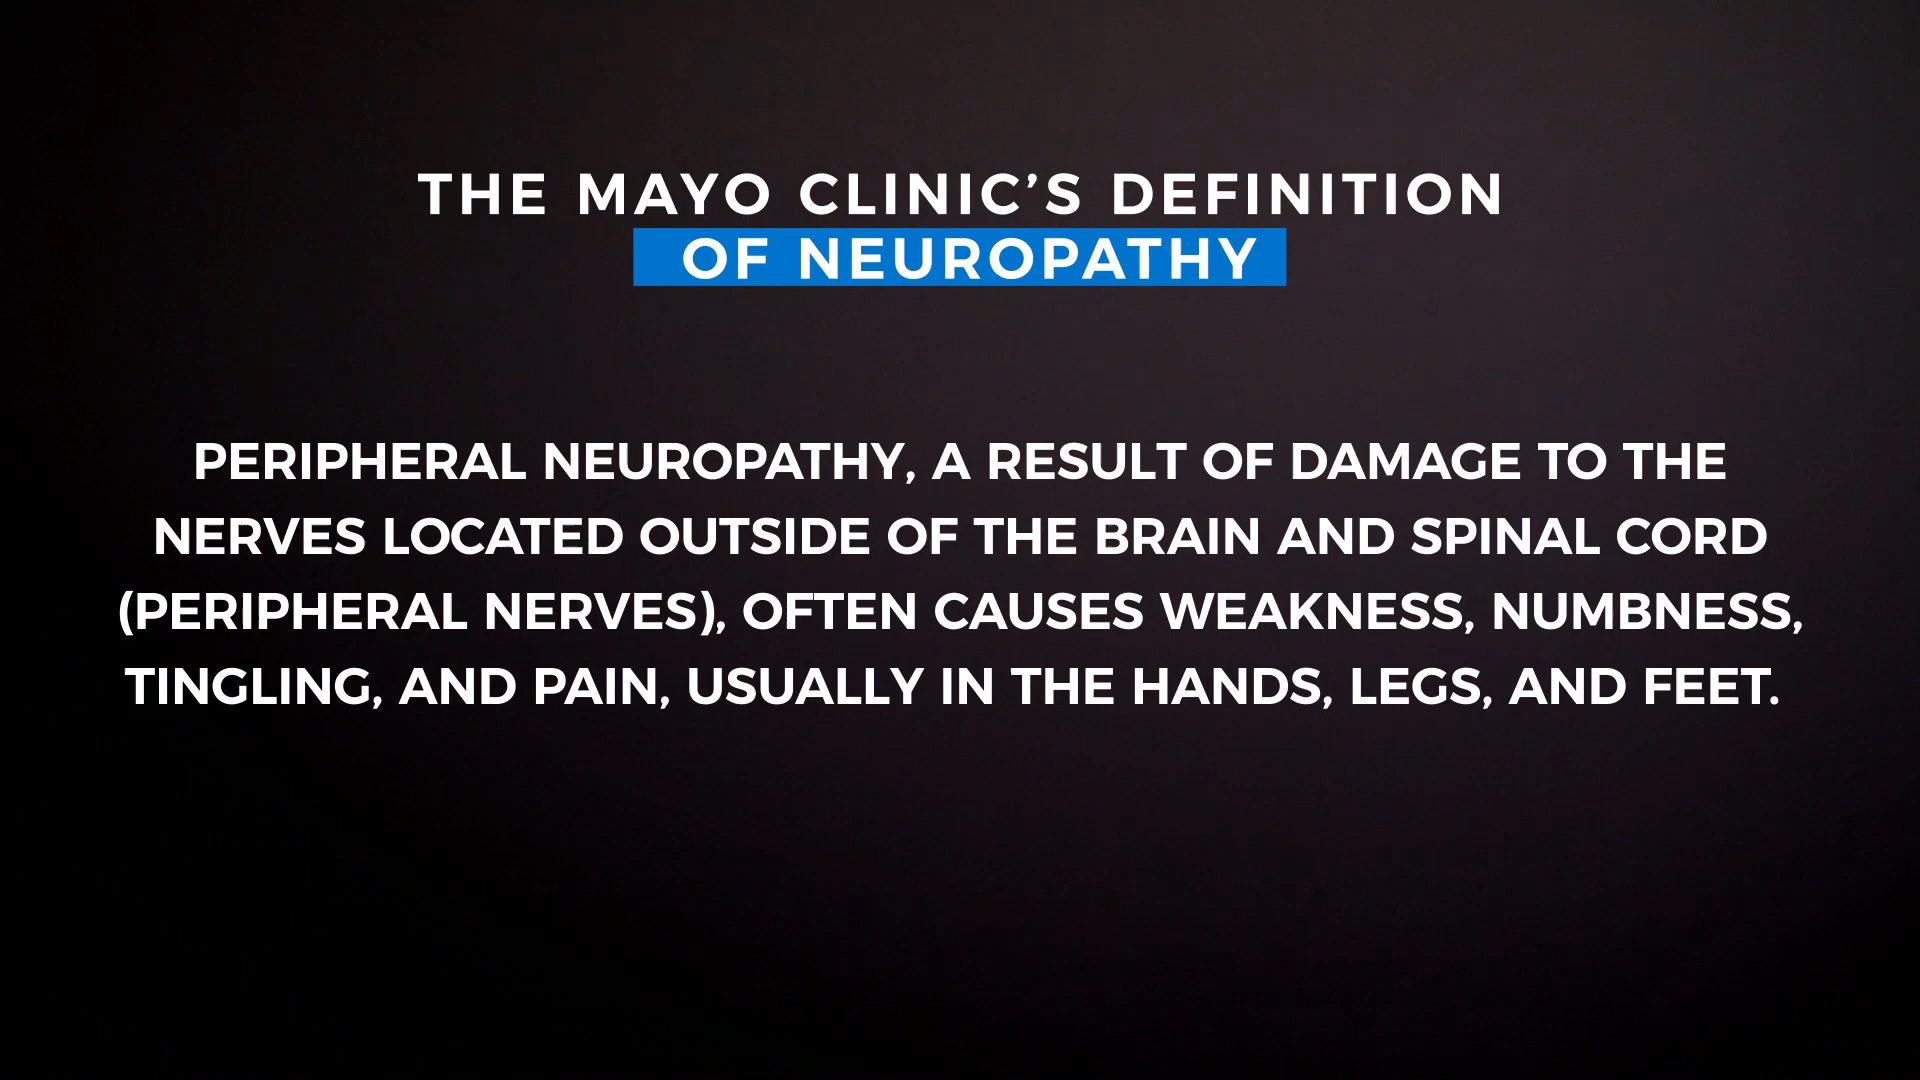 THE MAYO CLINIC’S DEFINITION
OF NEUROPATHY
PERIPHERAL NEUROPATHY, A RESULT OF DAMAGE TO THE
NERVES LOCATED OUTSIDE OF THE BRAIN AND SPINAL CORD
(PERIPHERAL NERVES), OFTEN CAUSES WEAKNESS, NUMBNESS,
TINGLING, AND PAIN, USUALLY IN THE HANDS, LEGS, AND FEET.